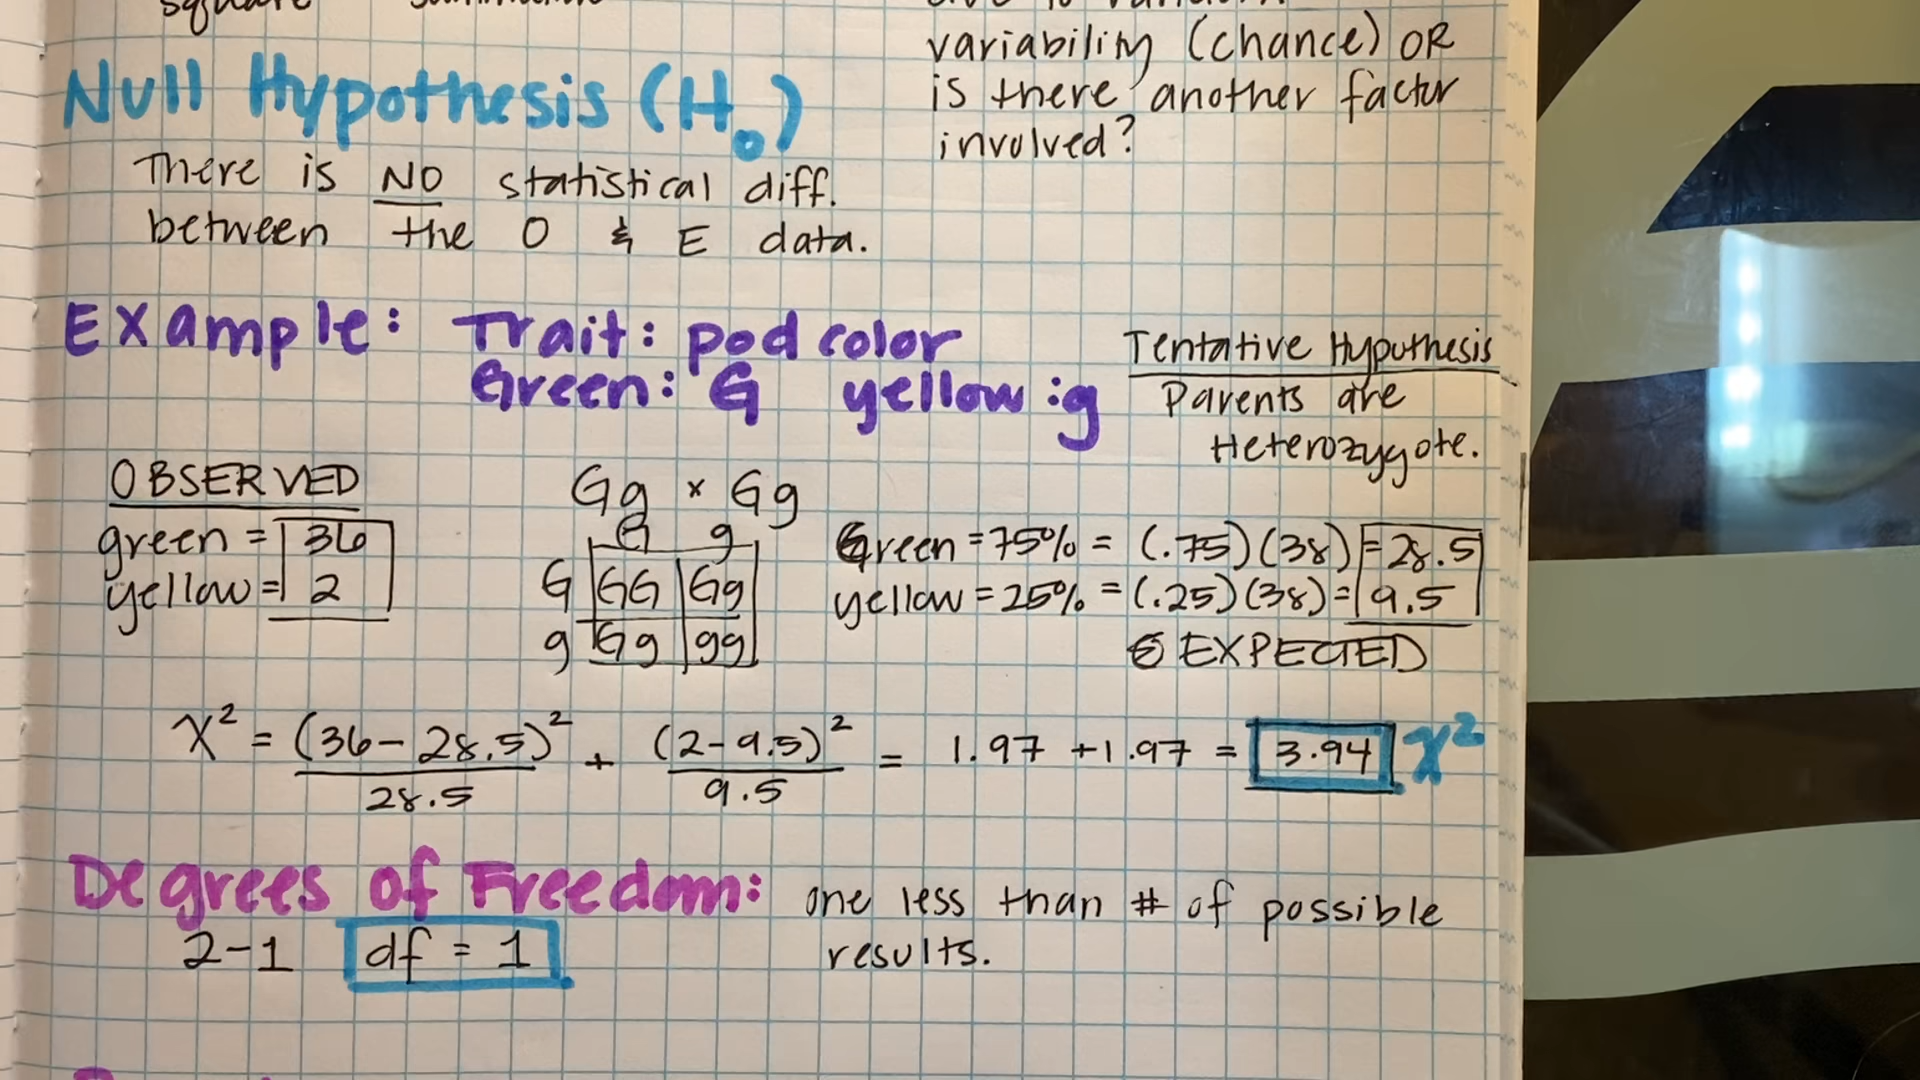 variability (chance) OR
is there another factor
involved?
Null Hypothesis (H₀)
There is NO statistical diff.
between the O & E data.
Example: Trait: pod color
Green: G yellow: g
Tentative Hypothesis
Parents are
Heterozygote.
OBSERVED
green = 36
yellow = 2
Gg × Gg
G g
G GG Gg
g Gg gg
Green = 75% = (.75)(38) = 28.5
yellow = 25% = (.25)(38) = 9.5
EXPECTED
χ² = (36 - 28.5)² / 28.5 + (2 - 9.5)² / 9.5 = 1.97 + 1.97 = 3.94 χ²
Degrees of Freedom: one less than # of possible
results.
2-1 df = 1